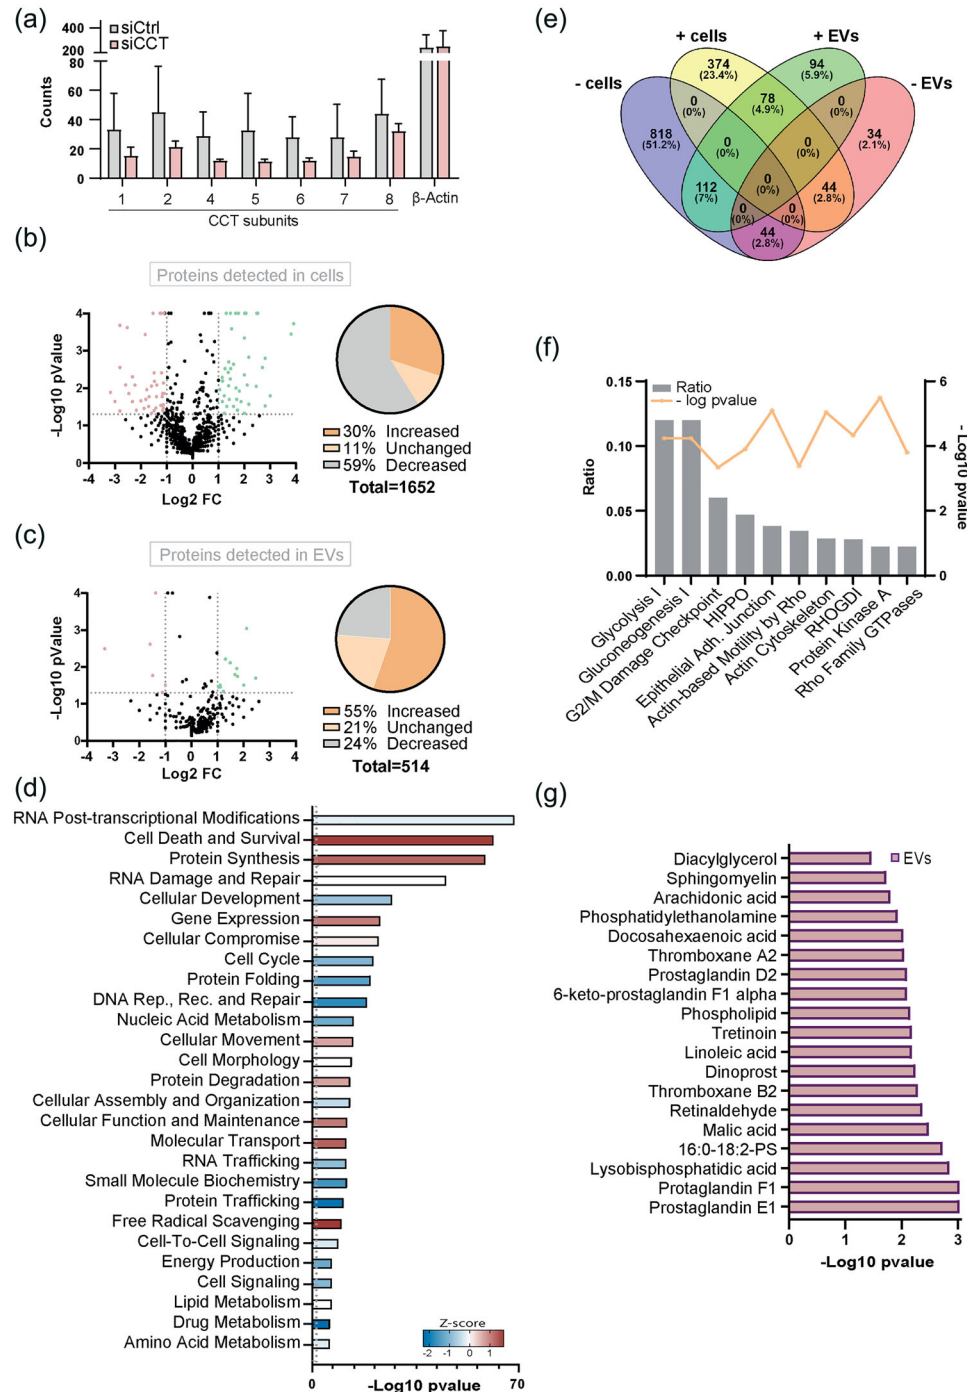 (a)
400
200
80
60
40
20
0
Counts
siCtrl
siCCT
1 2 4 5 6 7 8 β-Actin
CCT subunits
(b)
Proteins detected in cells
4
3
2
1
0
-Log10 pValue
-4 -3 -2 -1 0 1 2 3 4
Log2 FC
30% Increased
11% Unchanged
59% Decreased
Total=1652
(c)
Proteins detected in EVs
4
3
2
1
0
-Log10 pValue
-4 -3 -2 -1 0 1 2 3 4
Log2 FC
55% Increased
21% Unchanged
24% Decreased
Total=514
(d)
RNA Post-transcriptional Modifications
Cell Death and Survival
Protein Synthesis
RNA Damage and Repair
Cellular Development
Gene Expression
Cellular Compromise
Cell Cycle
Protein Folding
DNA Rep., Rec. and Repair
Nucleic Acid Metabolism
Cellular Movement
Cell Morphology
Protein Degradation
Cellular Assembly and Organization
Cellular Function and Maintenance
Molecular Transport
RNA Trafficking
Small Molecule Biochemistry
Protein Trafficking
Free Radical Scavenging
Cell-To-Cell Signaling
Energy Production
Cell Signaling
Lipid Metabolism
Drug Metabolism
Amino Acid Metabolism
Z-score
-2 -1 0 1
0 70
-Log10 pvalue
(e)
+ cells
+ EVs
- cells
- EVs
374
(23.4%)
94
(5.9%)
0
(0%)
78
(4.9%)
0
(0%)
818
(51.2%)
34
(2.1%)
0
(0%)
0
(0%)
112
(7%)
0
(0%)
44
(2.8%)
0
(0%)
0
(0%)
44
(2.8%)
(f)
0.15
0.10
0.05
0.00
Ratio
Ratio
- log pvalue
6
4
2
0
- Log10 pvalue
Glycolysis I
Gluconeogenesis I
G2/M Damage Checkpoint
HIPPO
Epithelial Adh. Junction
Actin-based Motility by Rho
Actin Cytoskeleton
RHOGDI
Protein Kinase A
Rho Family GTPases
(g)
EVs
Diacylglycerol
Sphingomyelin
Arachidonic acid
Phosphatidylethanolamine
Docosahexaenoic acid
Thromboxane A2
Prostaglandin D2
6-keto-prostaglandin F1 alpha
Phospholipid
Tretinoin
Linoleic acid
Dinoprost
Thromboxane B2
Retinaldehyde
Malic acid
16:0-18:2-PS
Lysobisphosphatidic acid
Protaglandin F1
Prostaglandin E1
0 1 2 3
-Log10 pvalue